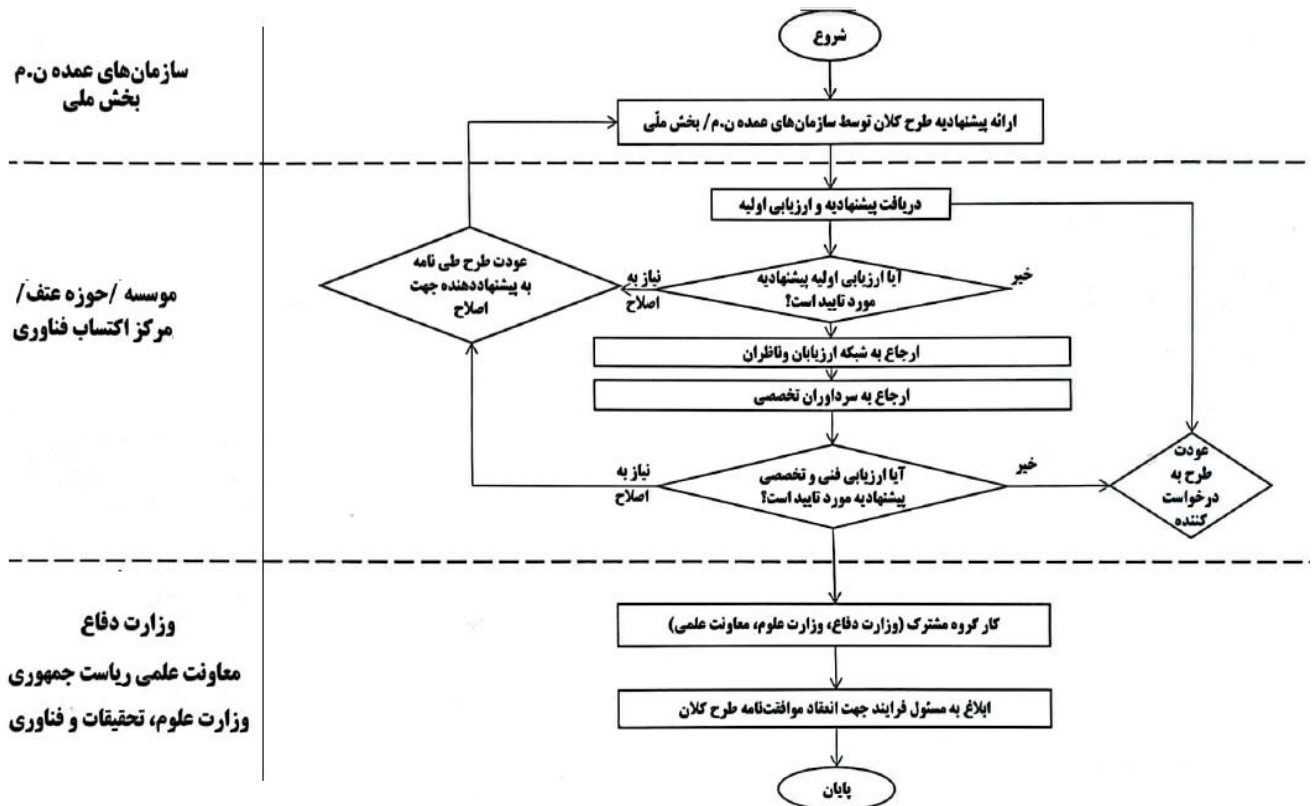 شروع
سازمان‌های عمده ن.م
بخش ملی
ارائه پیشنهادیه طرح کلان توسط سازمان‌های عمده ن.م/ بخش ملّی
دریافت پیشنهادیه و ارزیابی اولیه
موسسه /حوزه عتف/
مرکز اکتساب فناوری
آیا ارزیابی اولیه پیشنهادیه
مورد تایید است؟
خیر
نیاز به
اصلاح
عودت طرح طی نامه
به پیشنهاددهنده جهت
اصلاح
ارجاع به شبکه ارزیابان وناظران
ارجاع به سرداوران تخصصی
آیا ارزیابی فنی و تخصصی
پیشنهادیه مورد تایید است؟
خیر
نیاز به
اصلاح
عودت
طرح به
درخواست
کننده
وزارت دفاع
معاونت علمی ریاست جمهوری
وزارت علوم، تحقیقات و فناوری
کار گروه مشترک (وزارت دفاع، وزارت علوم، معاونت علمی)
ابلاغ به مسئول فرایند جهت انعقاد موافقت‌نامه طرح کلان
پایان